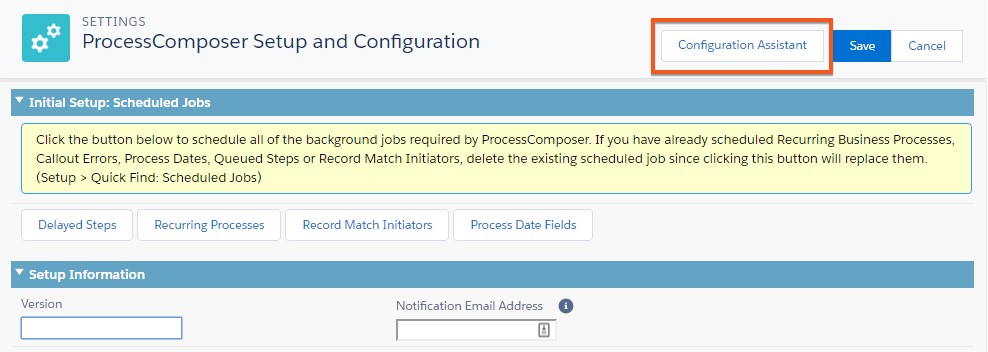 SETTINGS
ProcessComposer Setup and Configuration
Configuration Assistant
Save
Cancel
Initial Setup: Scheduled Jobs
Click the button below to schedule all of the background jobs required by ProcessComposer. If you have already scheduled Recurring Business Processes,
Callout Errors, Process Dates, Queued Steps or Record Match Initiators, delete the existing scheduled job since clicking this button will replace them.
(Setup > Quick Find: Scheduled Jobs)
Delayed Steps
Recurring Processes
Record Match Initiators
Process Date Fields
Setup Information
Version
Notification Email Address